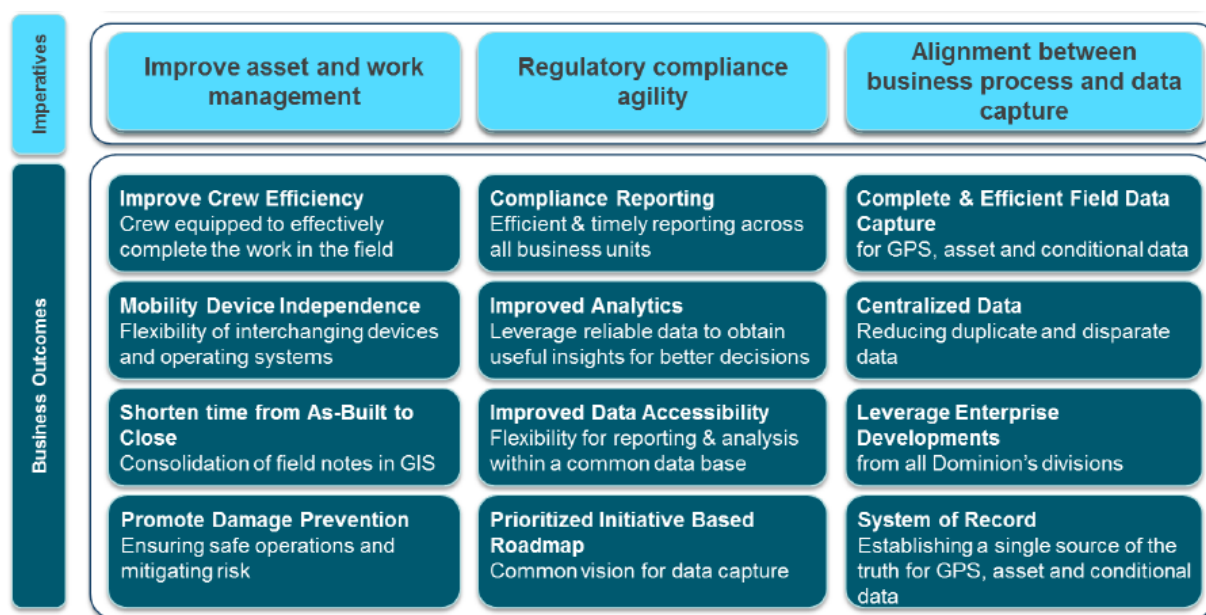 Imperatives
Improve asset and work
management
Regulatory compliance
agility
Alignment between
business process and data
capture
Business Outcomes
Improve Crew Efficiency
Crew equipped to effectively
complete the work in the field
Compliance Reporting
Efficient & timely reporting across
all business units
Complete & Efficient Field Data
Capture
for GPS, asset and conditional data
Mobility Device Independence
Flexibility of interchanging devices
and operating systems
Improved Analytics
Leverage reliable data to obtain
useful insights for better decisions
Centralized Data
Reducing duplicate and disparate
data
Shorten time from As-Built to
Close
Consolidation of field notes in GIS
Improved Data Accessibility
Flexibility for reporting & analysis
within a common data base
Leverage Enterprise
Developments
from all Dominion's divisions
Promote Damage Prevention
Ensuring safe operations and
mitigating risk
Prioritized Initiative Based
Roadmap
Common vision for data capture
System of Record
Establishing a single source of the
truth for GPS, asset and conditional
data